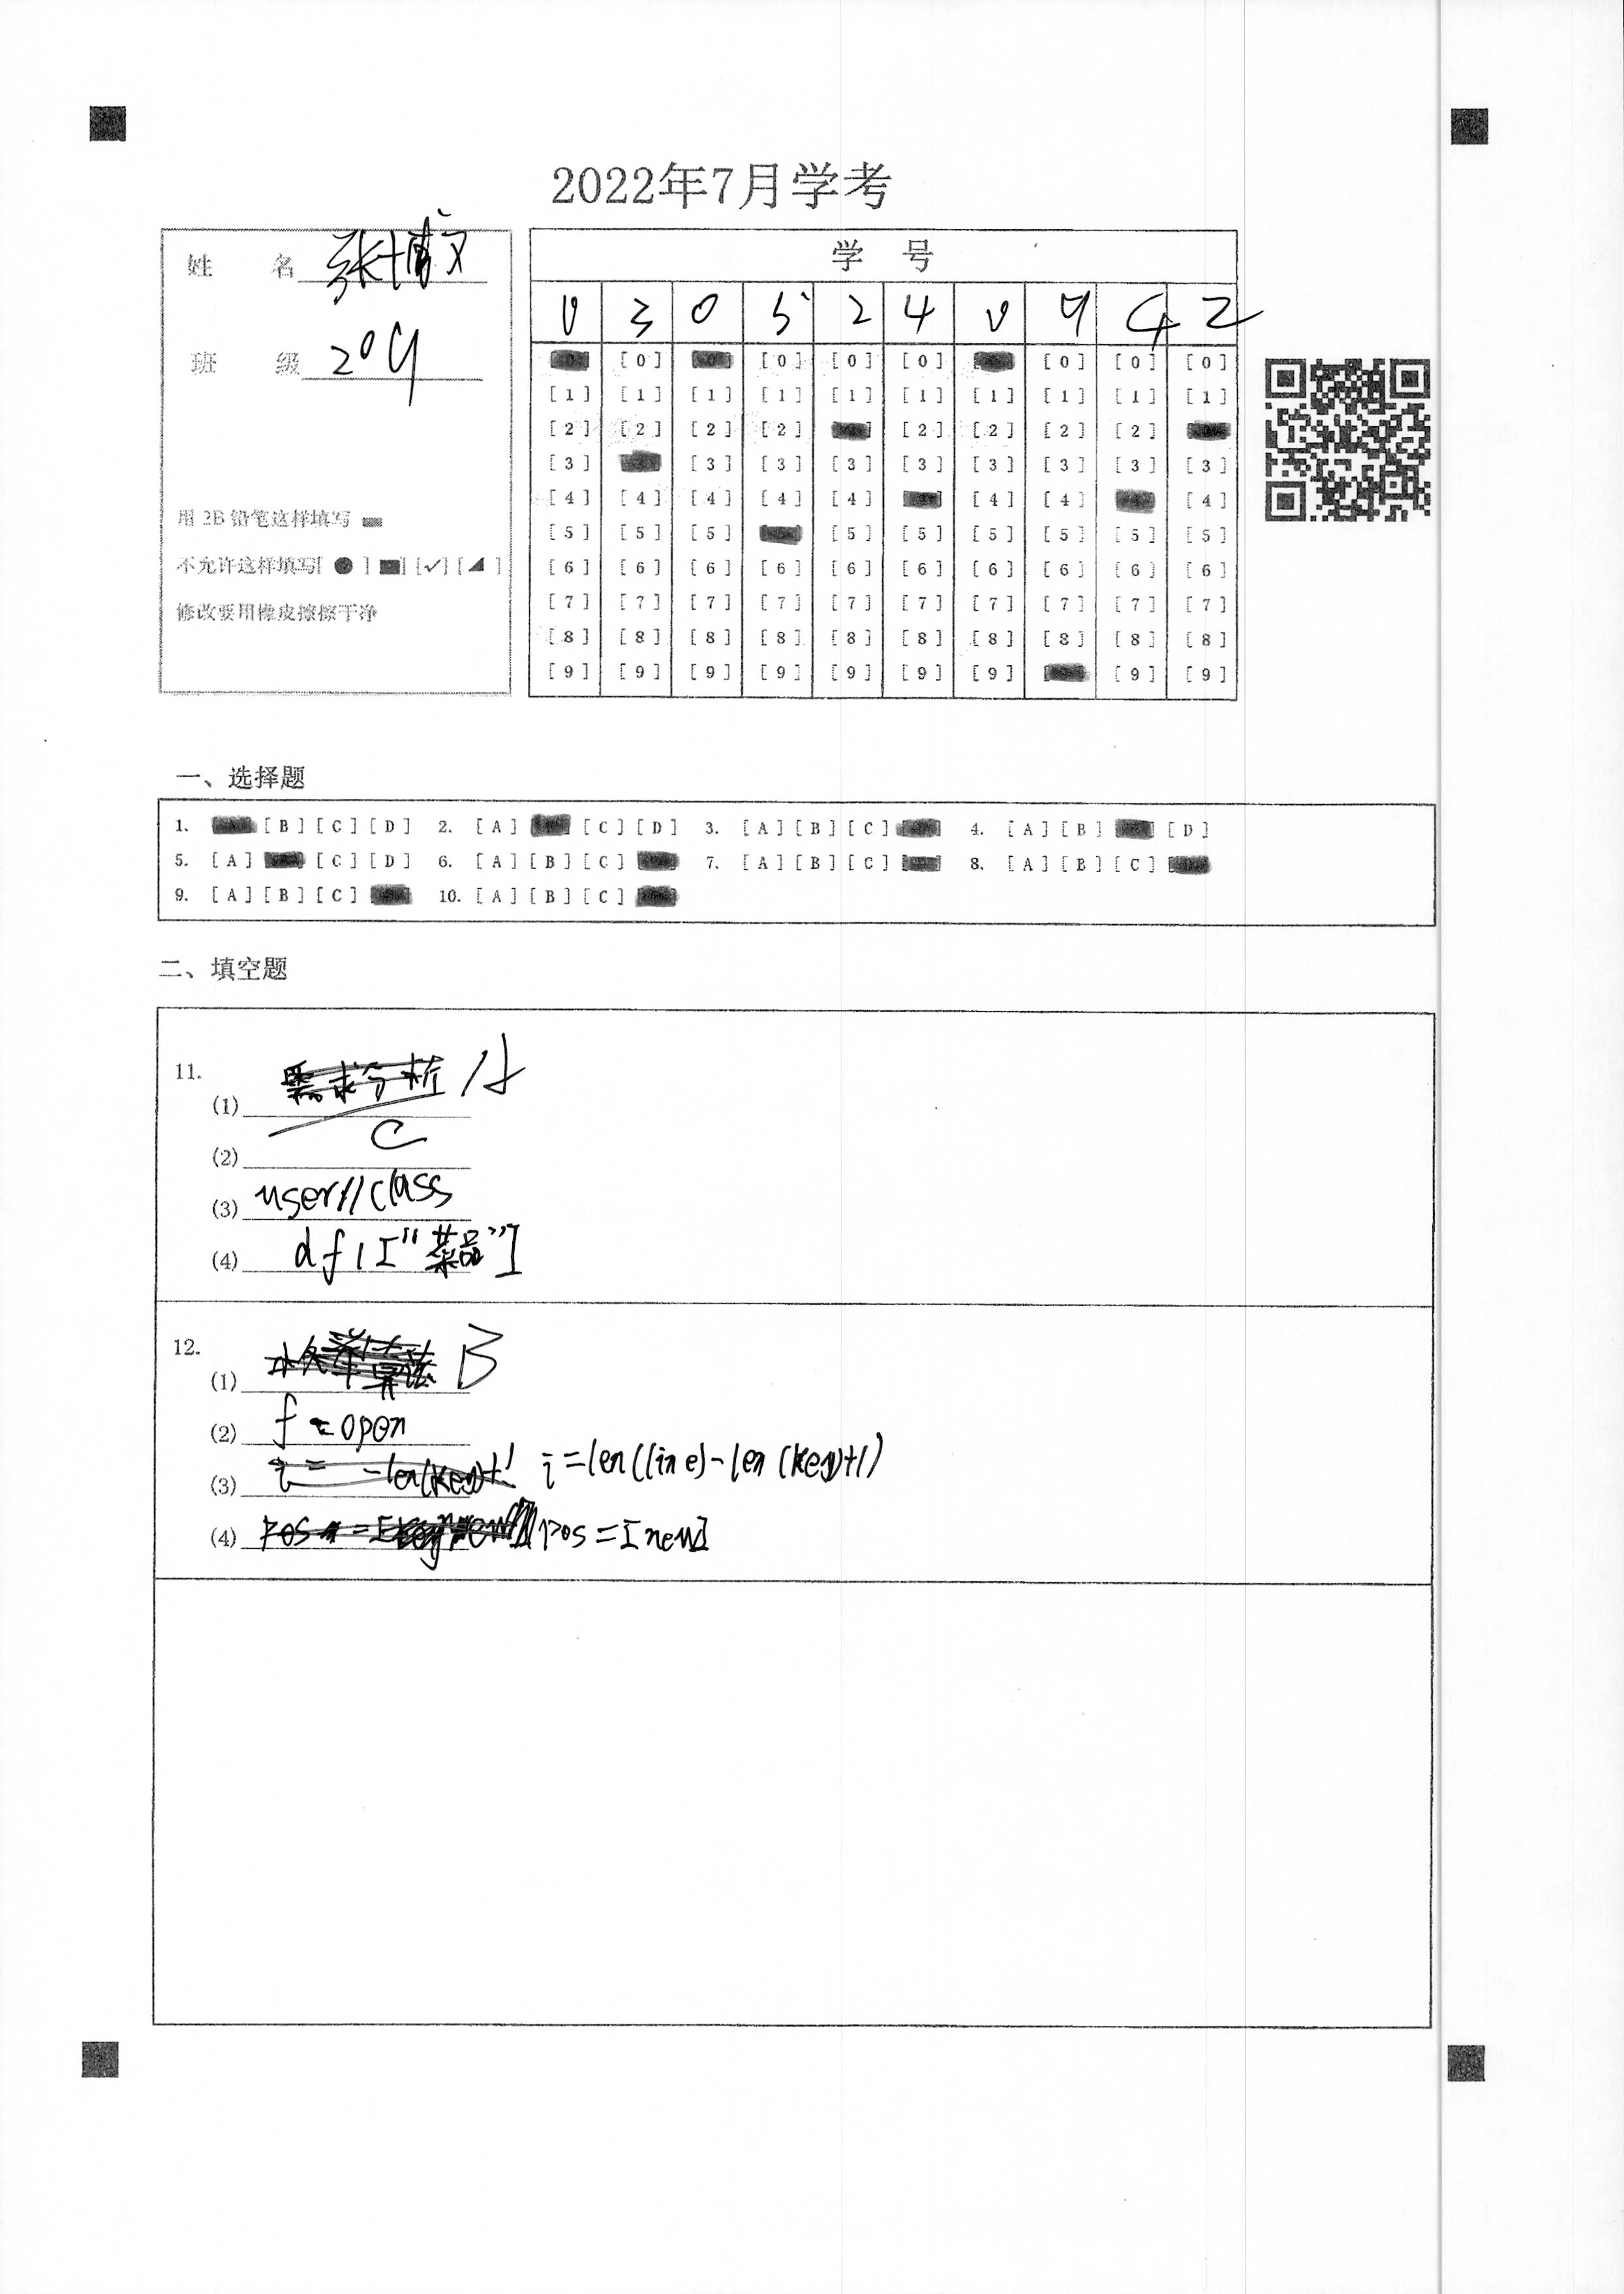 2022年7月学考
姓 名 张博文
班 级 209
用 2B 铅笔这样填写
不允许这样填写[ ● ] [■] [✓] [◢ ]
修改要用橡皮擦擦干净
学 号
0 3 0 5 2 4 0 9 4 2
[0] [0] [0] [0] [0] [0] [0]
[1] [1] [1] [1] [1] [1] [1] [1] [1] [1]
[2] [2] [2] [2] [2] [2] [2] [2]
[3] [3] [3] [3] [3] [3] [3] [3] [3]
[4] [4] [4] [4] [4] [4] [4] [4]
[5] [5] [5] [5] [5] [5] [5] [5] [5]
[6] [6] [6] [6] [6] [6] [6] [6] [6] [6]
[7] [7] [7] [7] [7] [7] [7] [7] [7] [7]
[8] [8] [8] [8] [8] [8] [8] [8] [8] [8]
[9] [9] [9] [9] [9] [9] [9] [9] [9]
一、选择题
1. [B] [C] [D] 2. [A] [C] [D] 3. [A] [B] [C] 4. [A] [B] [D]
5. [A] [C] [D] 6. [A] [B] [C] 7. [A] [B] [C] 8. [A] [B] [C]
9. [A] [B] [C] 10. [A] [B] [C]
二、填空题
11.
(1) 需求分析 A
(2) C
(3) user//class
(4) df1["菜品"]
12.
(1) B
(2) f=open
(3) i= -len(key)+1 i=len(line)-len(key)+1)
(4) pos=[new]